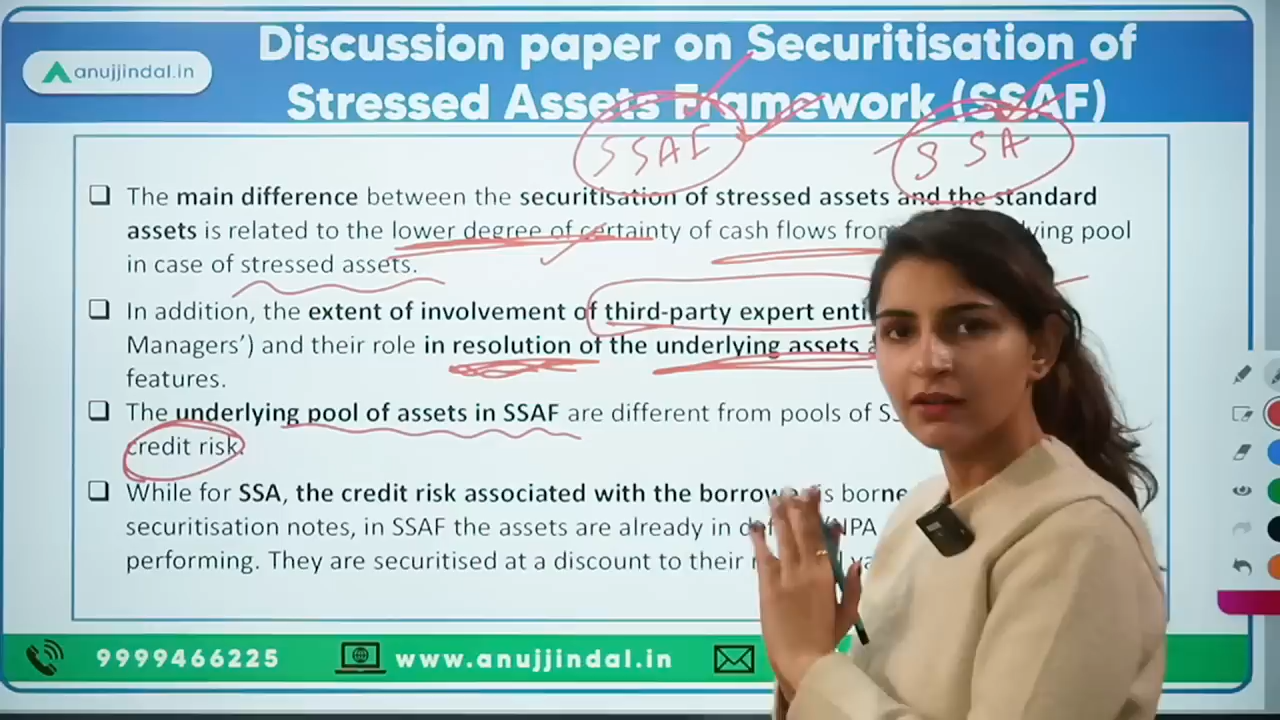 Discussion paper on Securitisation of
anujjindal.in
Stressed Assets Framework (SSAF)
SSAF
SSA
The main difference between the securitisation of stressed assets and the standard
assets is related to the lower degree of certainty of cash flows from pool
in case of stressed assets.
In addition, the extent of involvement of third-party expert
Managers') and their role in resolution of the underlying assets
features.
The underlying pool of assets in SSAF are different from pools of
credit risk.
While for SSA, the credit risk associated with the borrower is borne
securitisation notes, in SSAF the assets are already in NPA
performing. They are securitised at a discount to their
9999466225
www.anujjindal.in